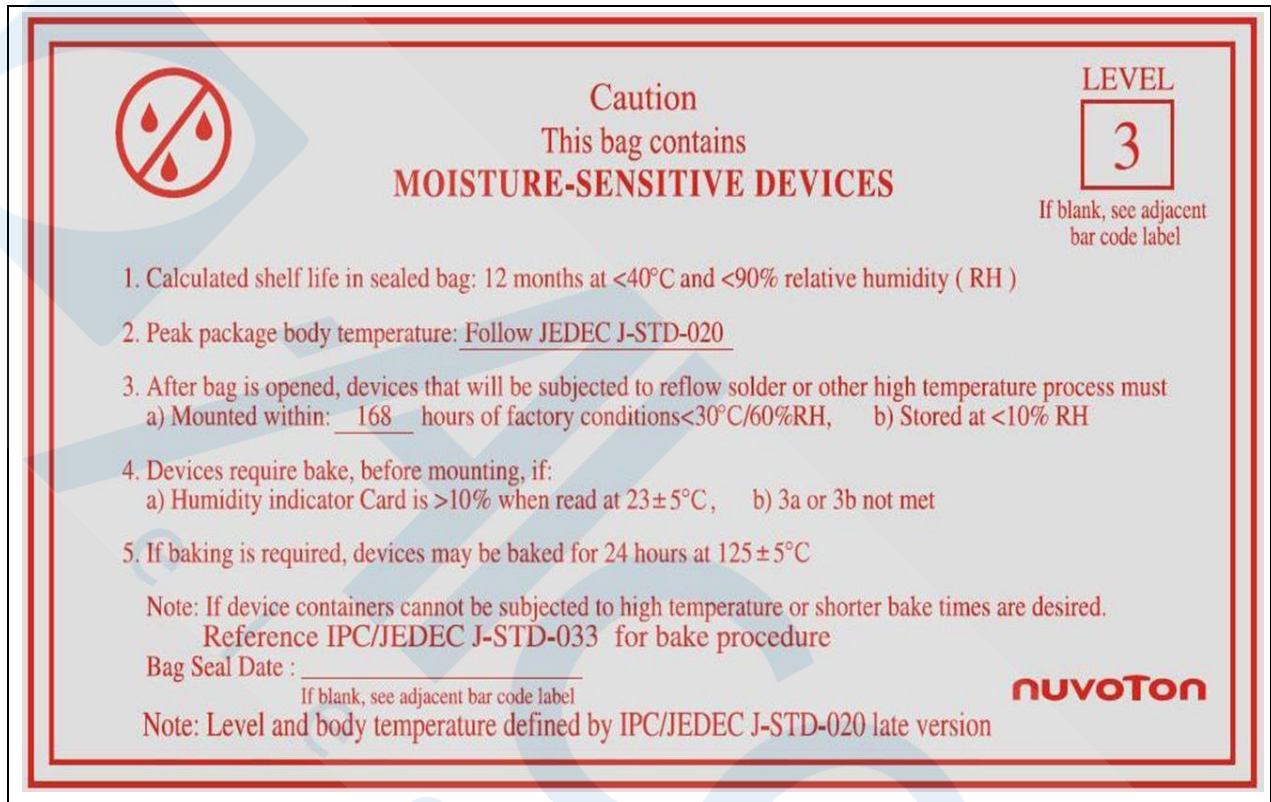 LEVEL
3
If blank, see adjacent
bar code label
Caution
This bag contains
MOISTURE-SENSITIVE DEVICES
1. Calculated shelf life in sealed bag: 12 months at <40°C and <90% relative humidity ( RH )
2. Peak package body temperature: Follow JEDEC J-STD-020
3. After bag is opened, devices that will be subjected to reflow solder or other high temperature process must
a) Mounted within: 168 hours of factory conditions<30°C/60%RH, b) Stored at <10% RH
4. Devices require bake, before mounting, if:
a) Humidity indicator Card is >10% when read at 23±5°C, b) 3a or 3b not met
5. If baking is required, devices may be baked for 24 hours at 125±5°C
Note: If device containers cannot be subjected to high temperature or shorter bake times are desired.
Reference IPC/JEDEC J-STD-033 for bake procedure
Bag Seal Date :
If blank, see adjacent bar code label
nuvoTon
Note: Level and body temperature defined by IPC/JEDEC J-STD-020 late version